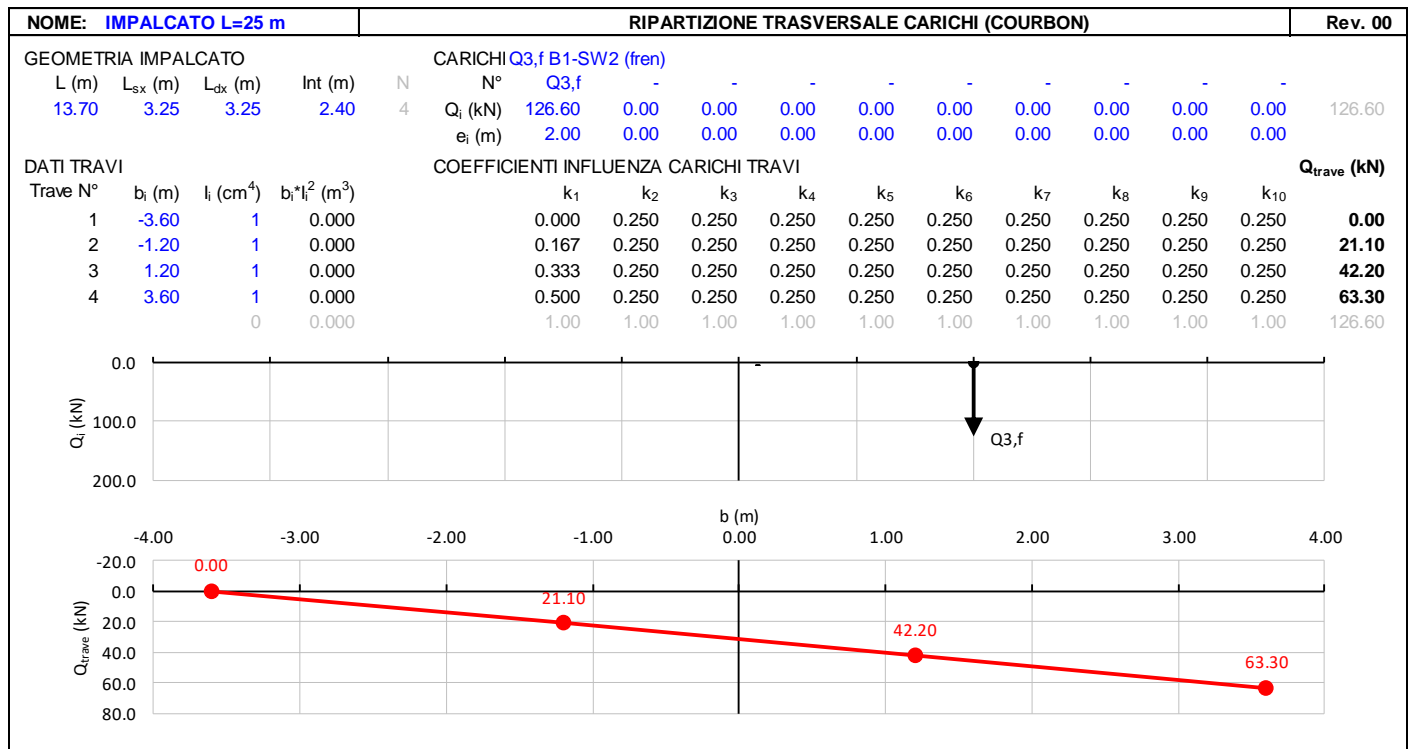 NOME: IMPALCATO L=25 m RIPARTIZIONE TRASVERSALE CARICHI (COURBON) Rev. 00
GEOMETRIA IMPALCATO CARICHI Q3,f B1-SW2 (fren)
L (m) Lsx (m) Ldx (m) Int (m) N N° Q3,f - - - - - - - - -
13.70 3.25 3.25 2.40 4 Qi (kN) 126.60 0.00 0.00 0.00 0.00 0.00 0.00 0.00 0.00 0.00 126.60
ei (m) 2.00 0.00 0.00 0.00 0.00 0.00 0.00 0.00 0.00 0.00
DATI TRAVI COEFFICIENTI INFLUENZA CARICHI TRAVI Qtrave (kN)
Trave N° bi (m) Ii (cm4) bi*Ii2 (m3) k1 k2 k3 k4 k5 k6 k7 k8 k9 k10
1 -3.60 1 0.000 0.000 0.250 0.250 0.250 0.250 0.250 0.250 0.250 0.250 0.250 0.00
2 -1.20 1 0.000 0.167 0.250 0.250 0.250 0.250 0.250 0.250 0.250 0.250 0.250 21.10
3 1.20 1 0.000 0.333 0.250 0.250 0.250 0.250 0.250 0.250 0.250 0.250 0.250 42.20
4 3.60 1 0.000 0.500 0.250 0.250 0.250 0.250 0.250 0.250 0.250 0.250 0.250 63.30
0 0.000 1.00 1.00 1.00 1.00 1.00 1.00 1.00 1.00 1.00 1.00 126.60
0.0
-
100.0
200.0
Qi (kN)
Q3,f
b (m)
-4.00 -3.00 -2.00 -1.00 0.00 1.00 2.00 3.00 4.00
-20.0
0.0
20.0
40.0
60.0
80.0
Qtrave (kN)
0.00
21.10
42.20
63.30